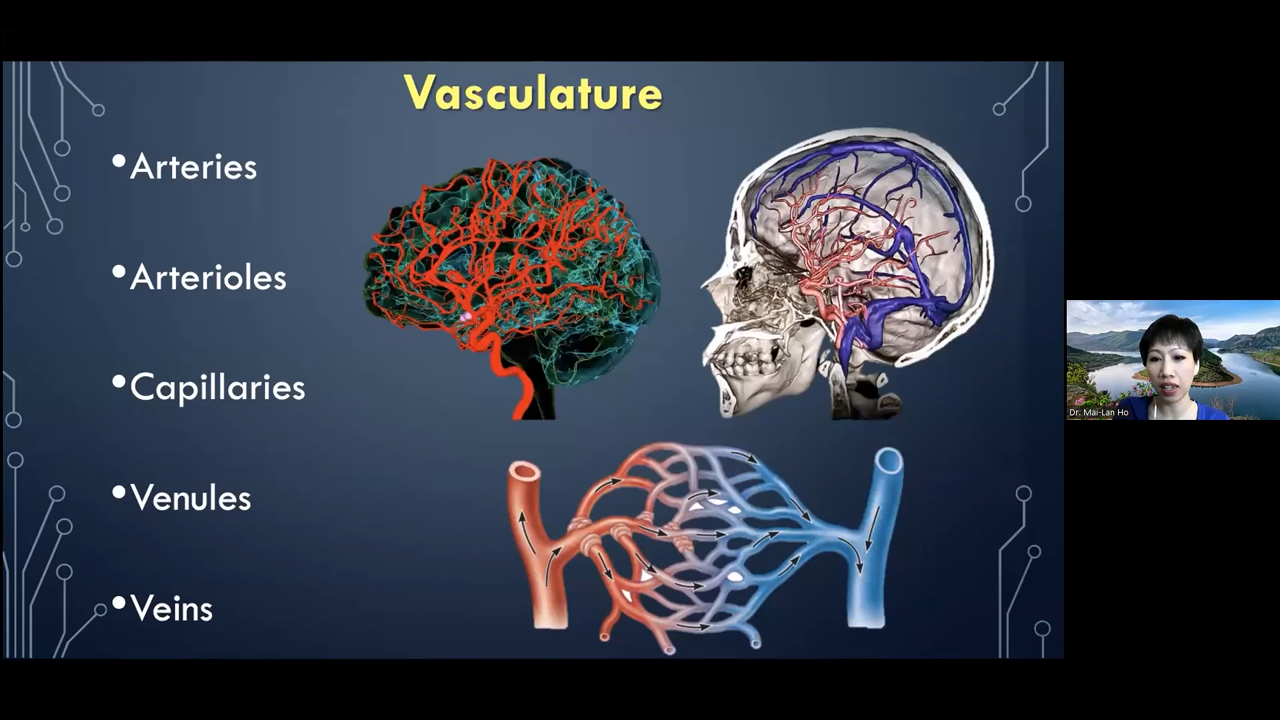 Vasculature
•Arteries
•Arterioles
•Capillaries
•Venules
•Veins
Dr. Mai-Lan Ho